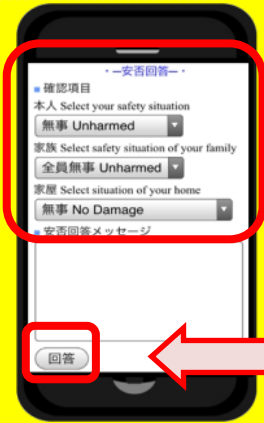 ・ー安否回答ー・
■ 確認項目
本人 Select your safety situation
無事 Unharmed
家族 Select safety situation of your family
全員無事 Unharmed
家屋 Select situation of your home
無事 No Damage
■ 安否回答メッセージ
回答